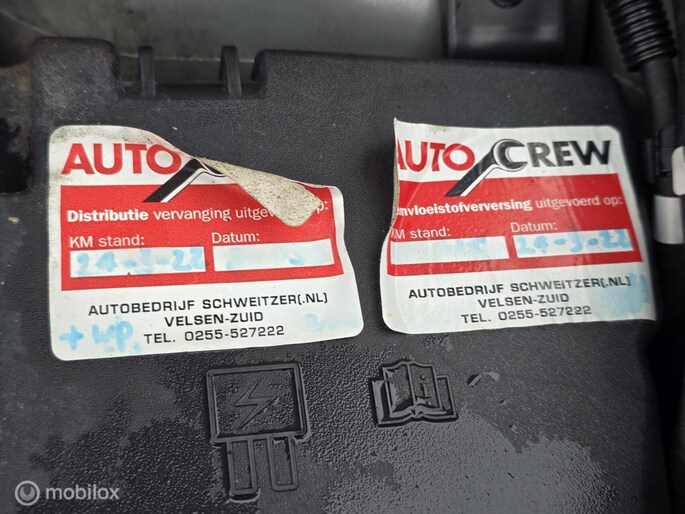 AUTO
Distributie vervanging uitgevoerd op:
KM stand: Datum:
24-3-22
AUTOBEDRIJF SCHWEITZER(.NL)
VELSEN-ZUID
+ wp TEL. 0255-527222
AUTO CREW
mvloeistofverversing uitgevoerd op:
KM stand: Datum:
24-3-22
AUTOBEDRIJF SCHWEITZER(.NL)
VELSEN-ZUID
TEL. 0255-527222
mobilox